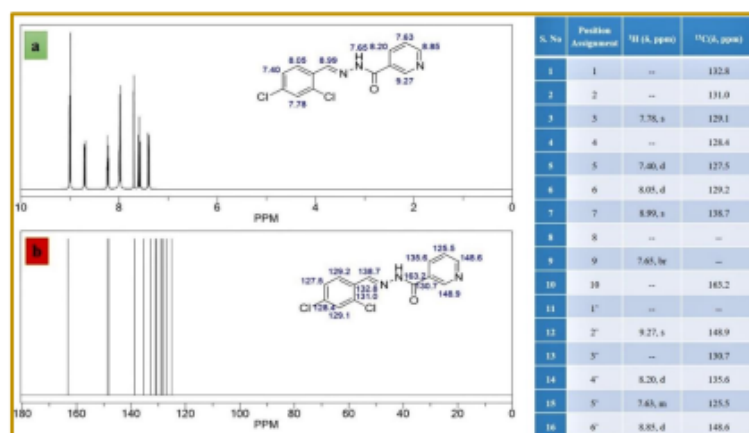 a
7.63
7.65
8.20
8.85
H
8.05
8.99
N
NH
N
7.40
O
9.27
Cl
7.78
Cl
10
8
6
4
2
0
PPM
b
125.5
135.6
148.6
H
129.2
138.7
163.2
N
NH
N
127.5
132.8
130.7
131.0
O
148.9
Cl
128.4
129.1
Cl
180
160
140
120
100
80
60
40
20
0
PPM
S. No Position Assignment ¹H (δ, ppm) ¹³C(δ, ppm)
1 1 -- 132.8
2 2 -- 131.0
3 3 7.78, s 129.1
4 4 -- 128.4
5 5 7.40, d 127.5
6 6 8.05, d 129.2
7 7 8.99, s 138.7
8 8 -- --
9 9 7.65, br --
10 10 -- 163.2
11 1" -- --
12 2" 9.27, s 148.9
13 3" -- 130.7
14 4" 8.20, d 135.6
15 5" 7.63, m 125.5
16 6" 8.85, d 148.6